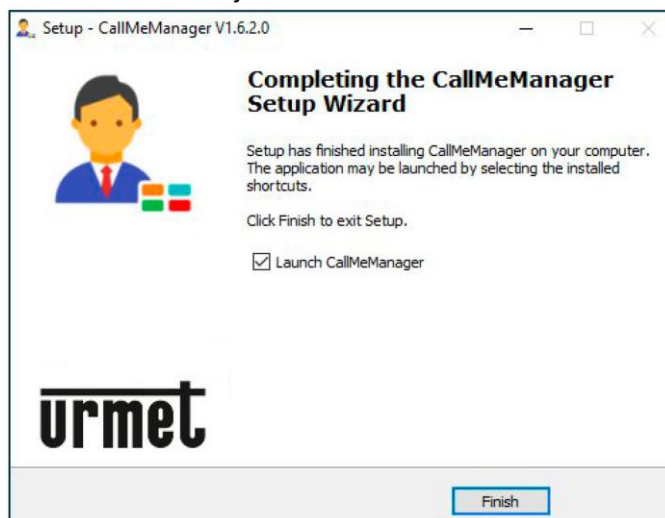 Setup - CallMeManager V1.6.2.0
Completing the CallMeManager
Setup Wizard
Setup has finished installing CallMeManager on your computer.
The application may be launched by selecting the installed
shortcuts.
Click Finish to exit Setup.
Launch CallMeManager
urmet
Finish